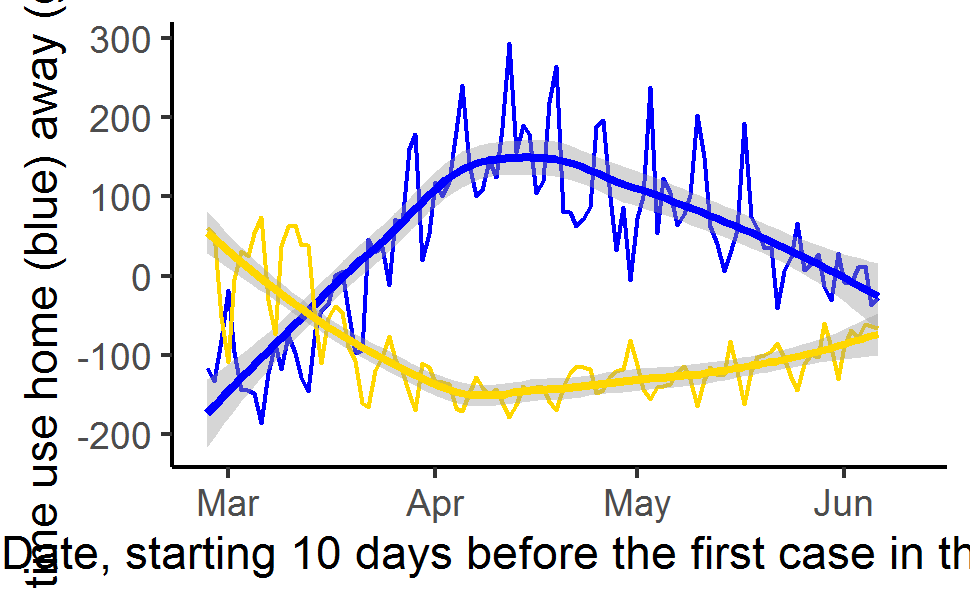 time use home (blue) away (
300
200
100
0
-100
-200
Mar Apr May Jun
Date, starting 10 days before the first case in th